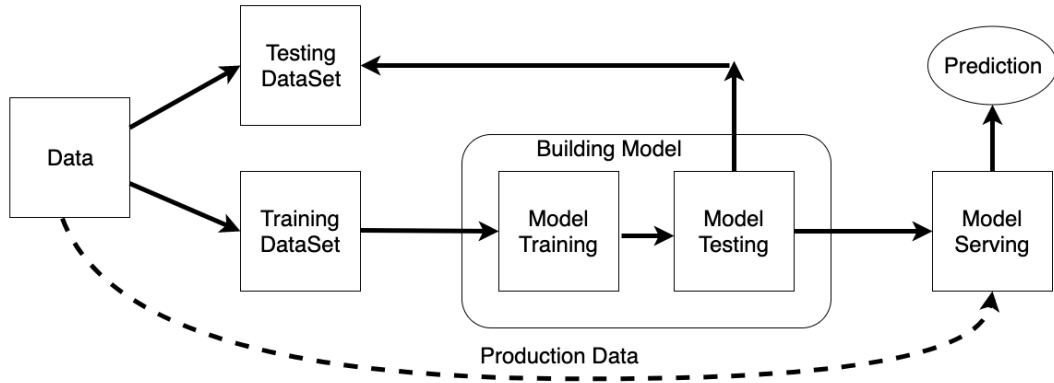 Testing
DataSet
Prediction
Data
Building Model
Training
DataSet
Model
Training
Model
Testing
Model
Serving
Production Data